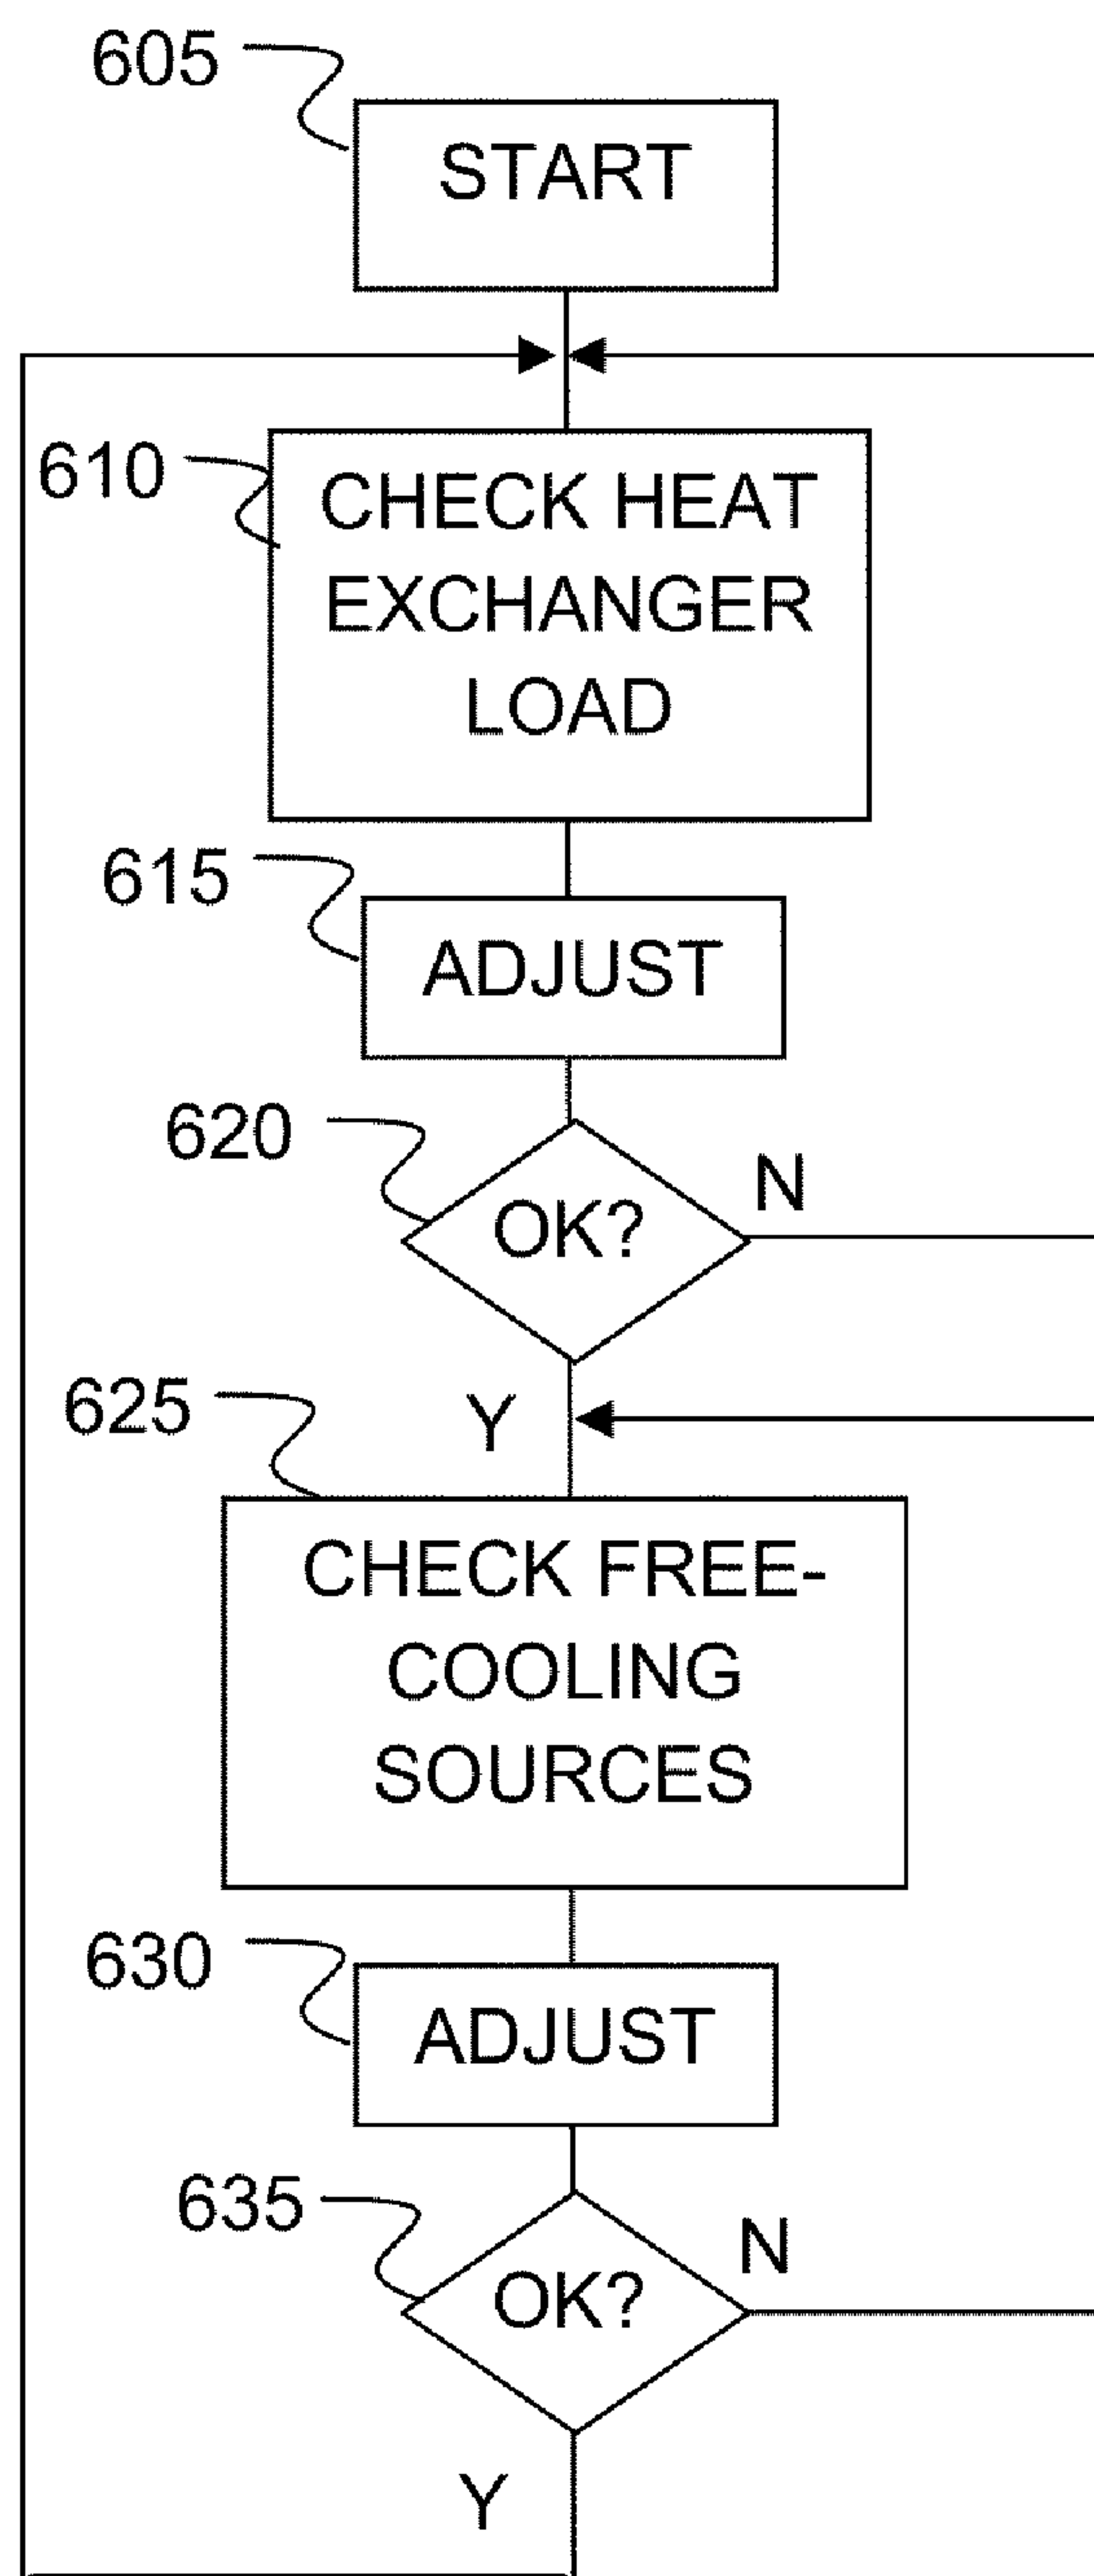 605
START
610
CHECK HEAT
EXCHANGER
LOAD
615
ADJUST
620
OK?
N
Y
625
CHECK FREE-
COOLING
SOURCES
630
ADJUST
635
OK?
N
Y